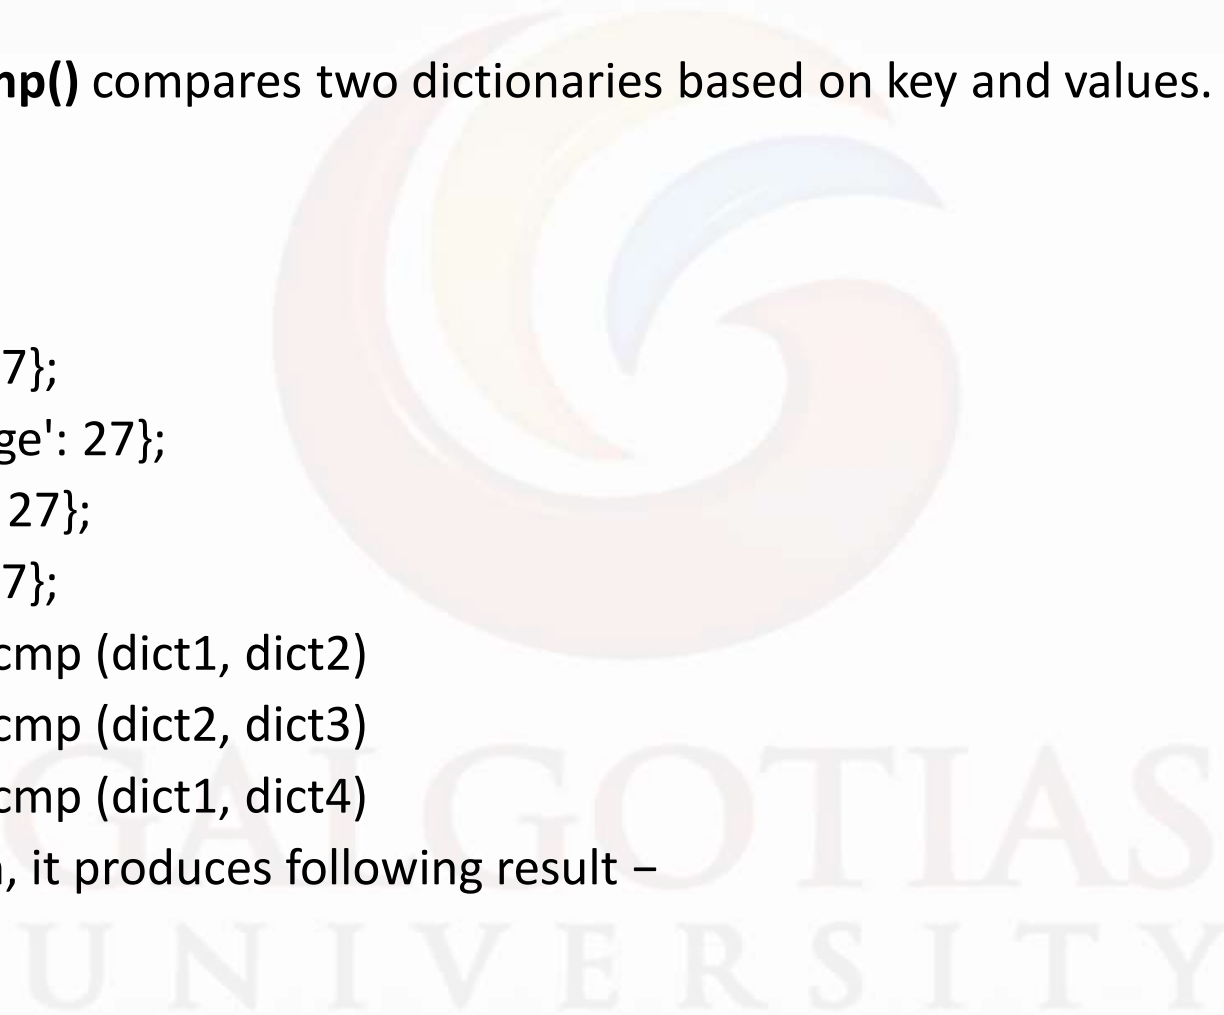 mp() compares two dictionaries based on key and values.
7};
ge': 27};
27};
7};
cmp (dict1, dict2)
cmp (dict2, dict3)
cmp (dict1, dict4)
, it produces following result −
GALGOTIAS
UNIVERSITY